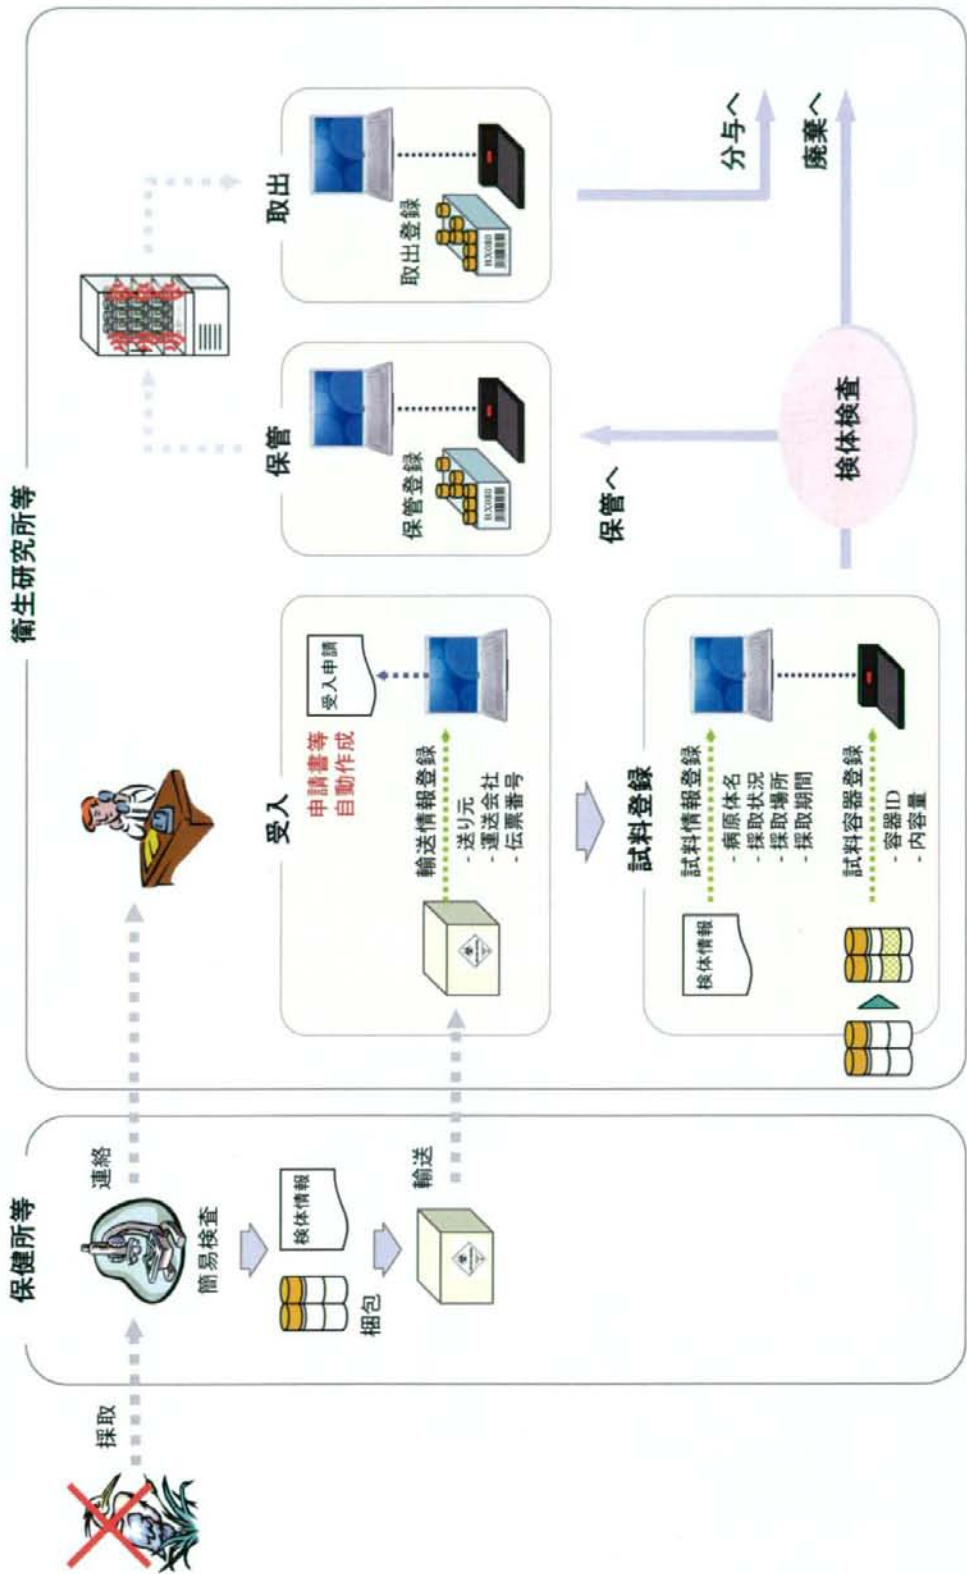 採取
保健所等
連絡
簡易検査
検体情報
梱包
輸送
衛生研究所等
受入
申請書等
自動作成
受入申請
輸送情報登録
- 送り元
- 運送会社
- 伝票番号
試料登録
検体情報
試料情報登録
- 病原体名
- 採取状況
- 採取場所
- 採取期間
試料容器登録
- 容器ID
- 内容量
検体検査
保管へ
保管
保管登録
HX080
取出
取出登録
HX080
分与へ
廃棄へ